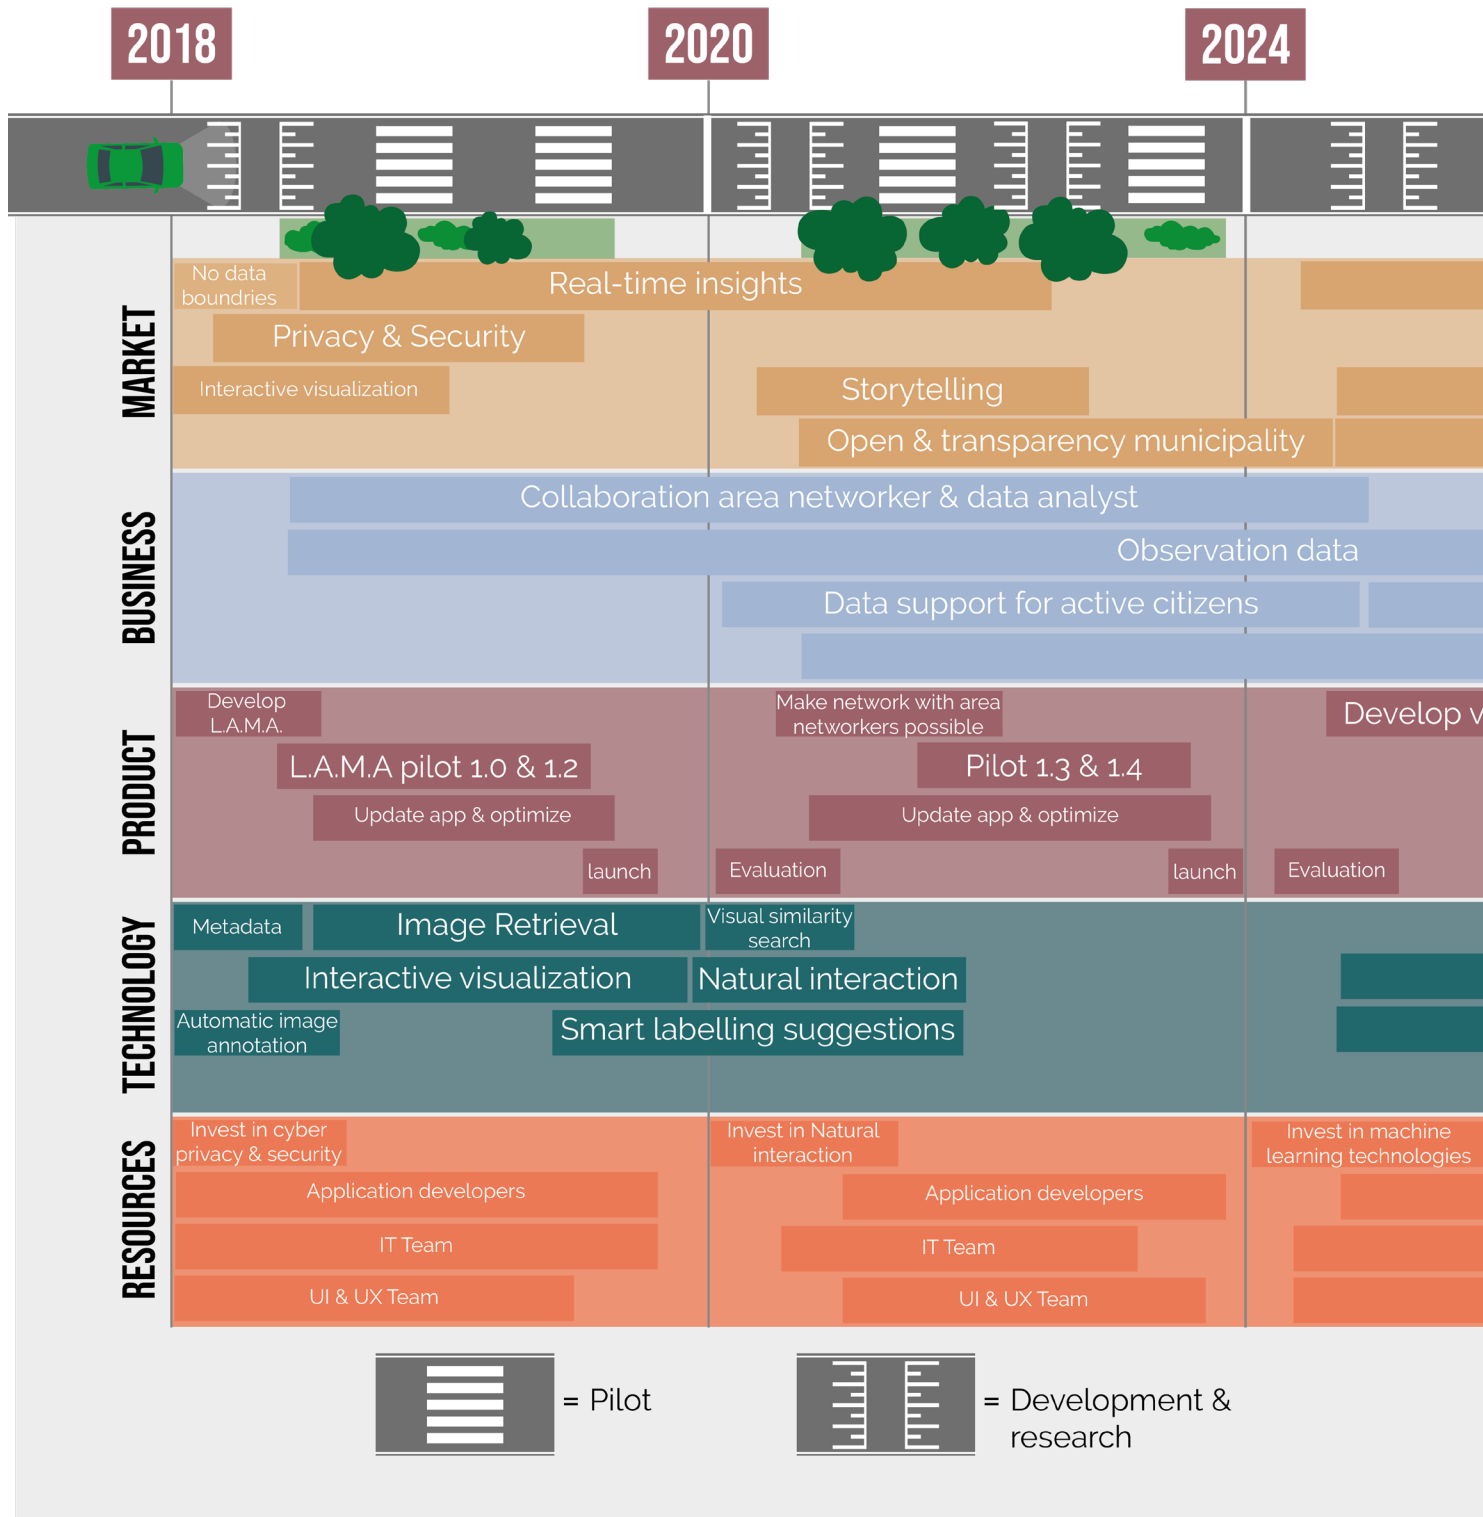 2018
2020
2024
MARKET
No data
boundries
Real-time insights
Privacy & Security
Interactive visualization
Storytelling
Open & transparency municipality
BUSINESS
Collaboration area networker & data analyst
Observation data
Data support for active citizens
PRODUCT
Develop
L.A.M.A.
Make network with area
networkers possible
Develop v
L.A.M.A pilot 1.0 & 1.2
Pilot 1.3 & 1.4
Update app & optimize
Update app & optimize
launch
Evaluation
launch
Evaluation
TECHNOLOGY
Metadata
Image Retrieval
Visual similarity
search
Interactive visualization
Natural interaction
Automatic image
annotation
Smart labelling suggestions
RESOURCES
Invest in cyber
privacy & security
Invest in Natural
interaction
Invest in machine
learning technologies
Application developers
Application developers
IT Team
IT Team
UI & UX Team
UI & UX Team
= Pilot
= Development &
research